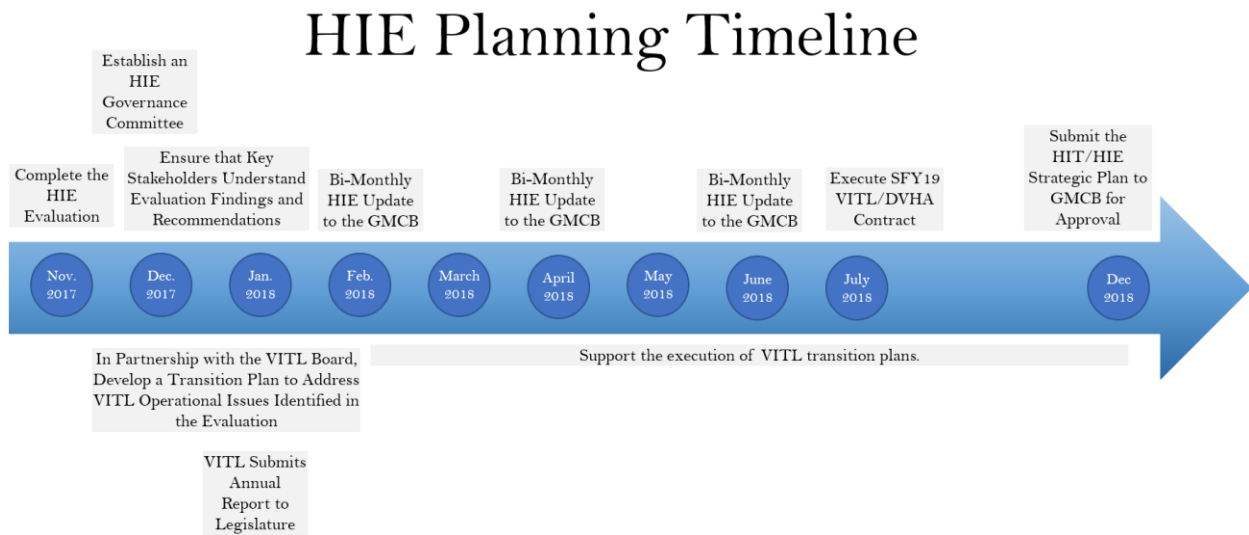 HIE Planning Timeline
Establish an
HIE
Governance
Committee
Complete the
HIE
Evaluation
Ensure that Key
Stakeholders Understand
Evaluation Findings and
Recommendations
Bi-Monthly
HIE Update
to the GMCB
Bi-Monthly
HIE Update
to the GMCB
Bi-Monthly
HIE Update
to the GMCB
Execute SFY19
VITL/DVHA
Contract
Submit the
HIT/HIE
Strategic Plan to
GMCB for
Approval
Nov.
2017
Dec.
2017
Jan.
2018
Feb.
2018
March
2018
April
2018
May
2018
June
2018
July
2018
Dec
2018
In Partnership with the VITL Board,
Develop a Transition Plan to Address
VITL Operational Issues Identified in
the Evaluation
Support the execution of VITL transition plans.
VITL Submits
Annual
Report to
Legislature